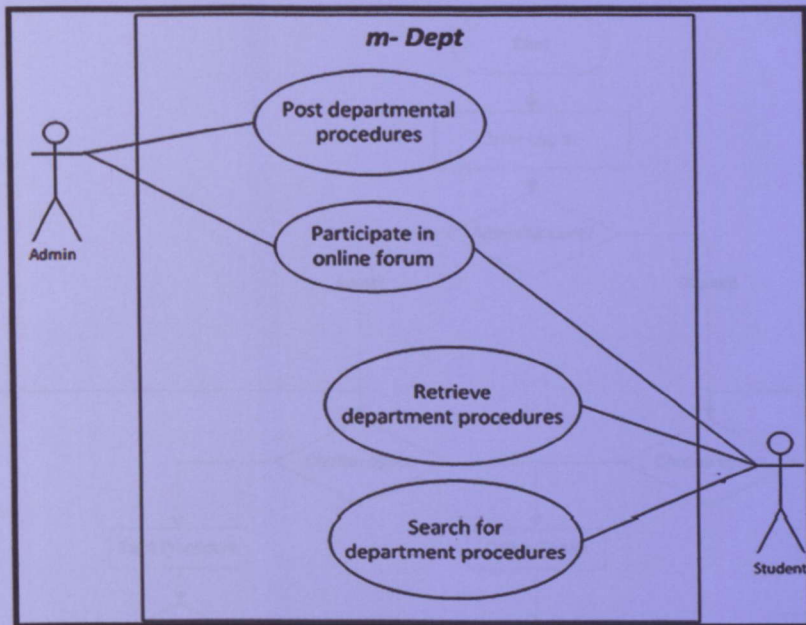 m- Dept
Post departmental
procedures
Admin
Participate in
online forum
Retrieve
department procedures
Student
Search for
department procedures